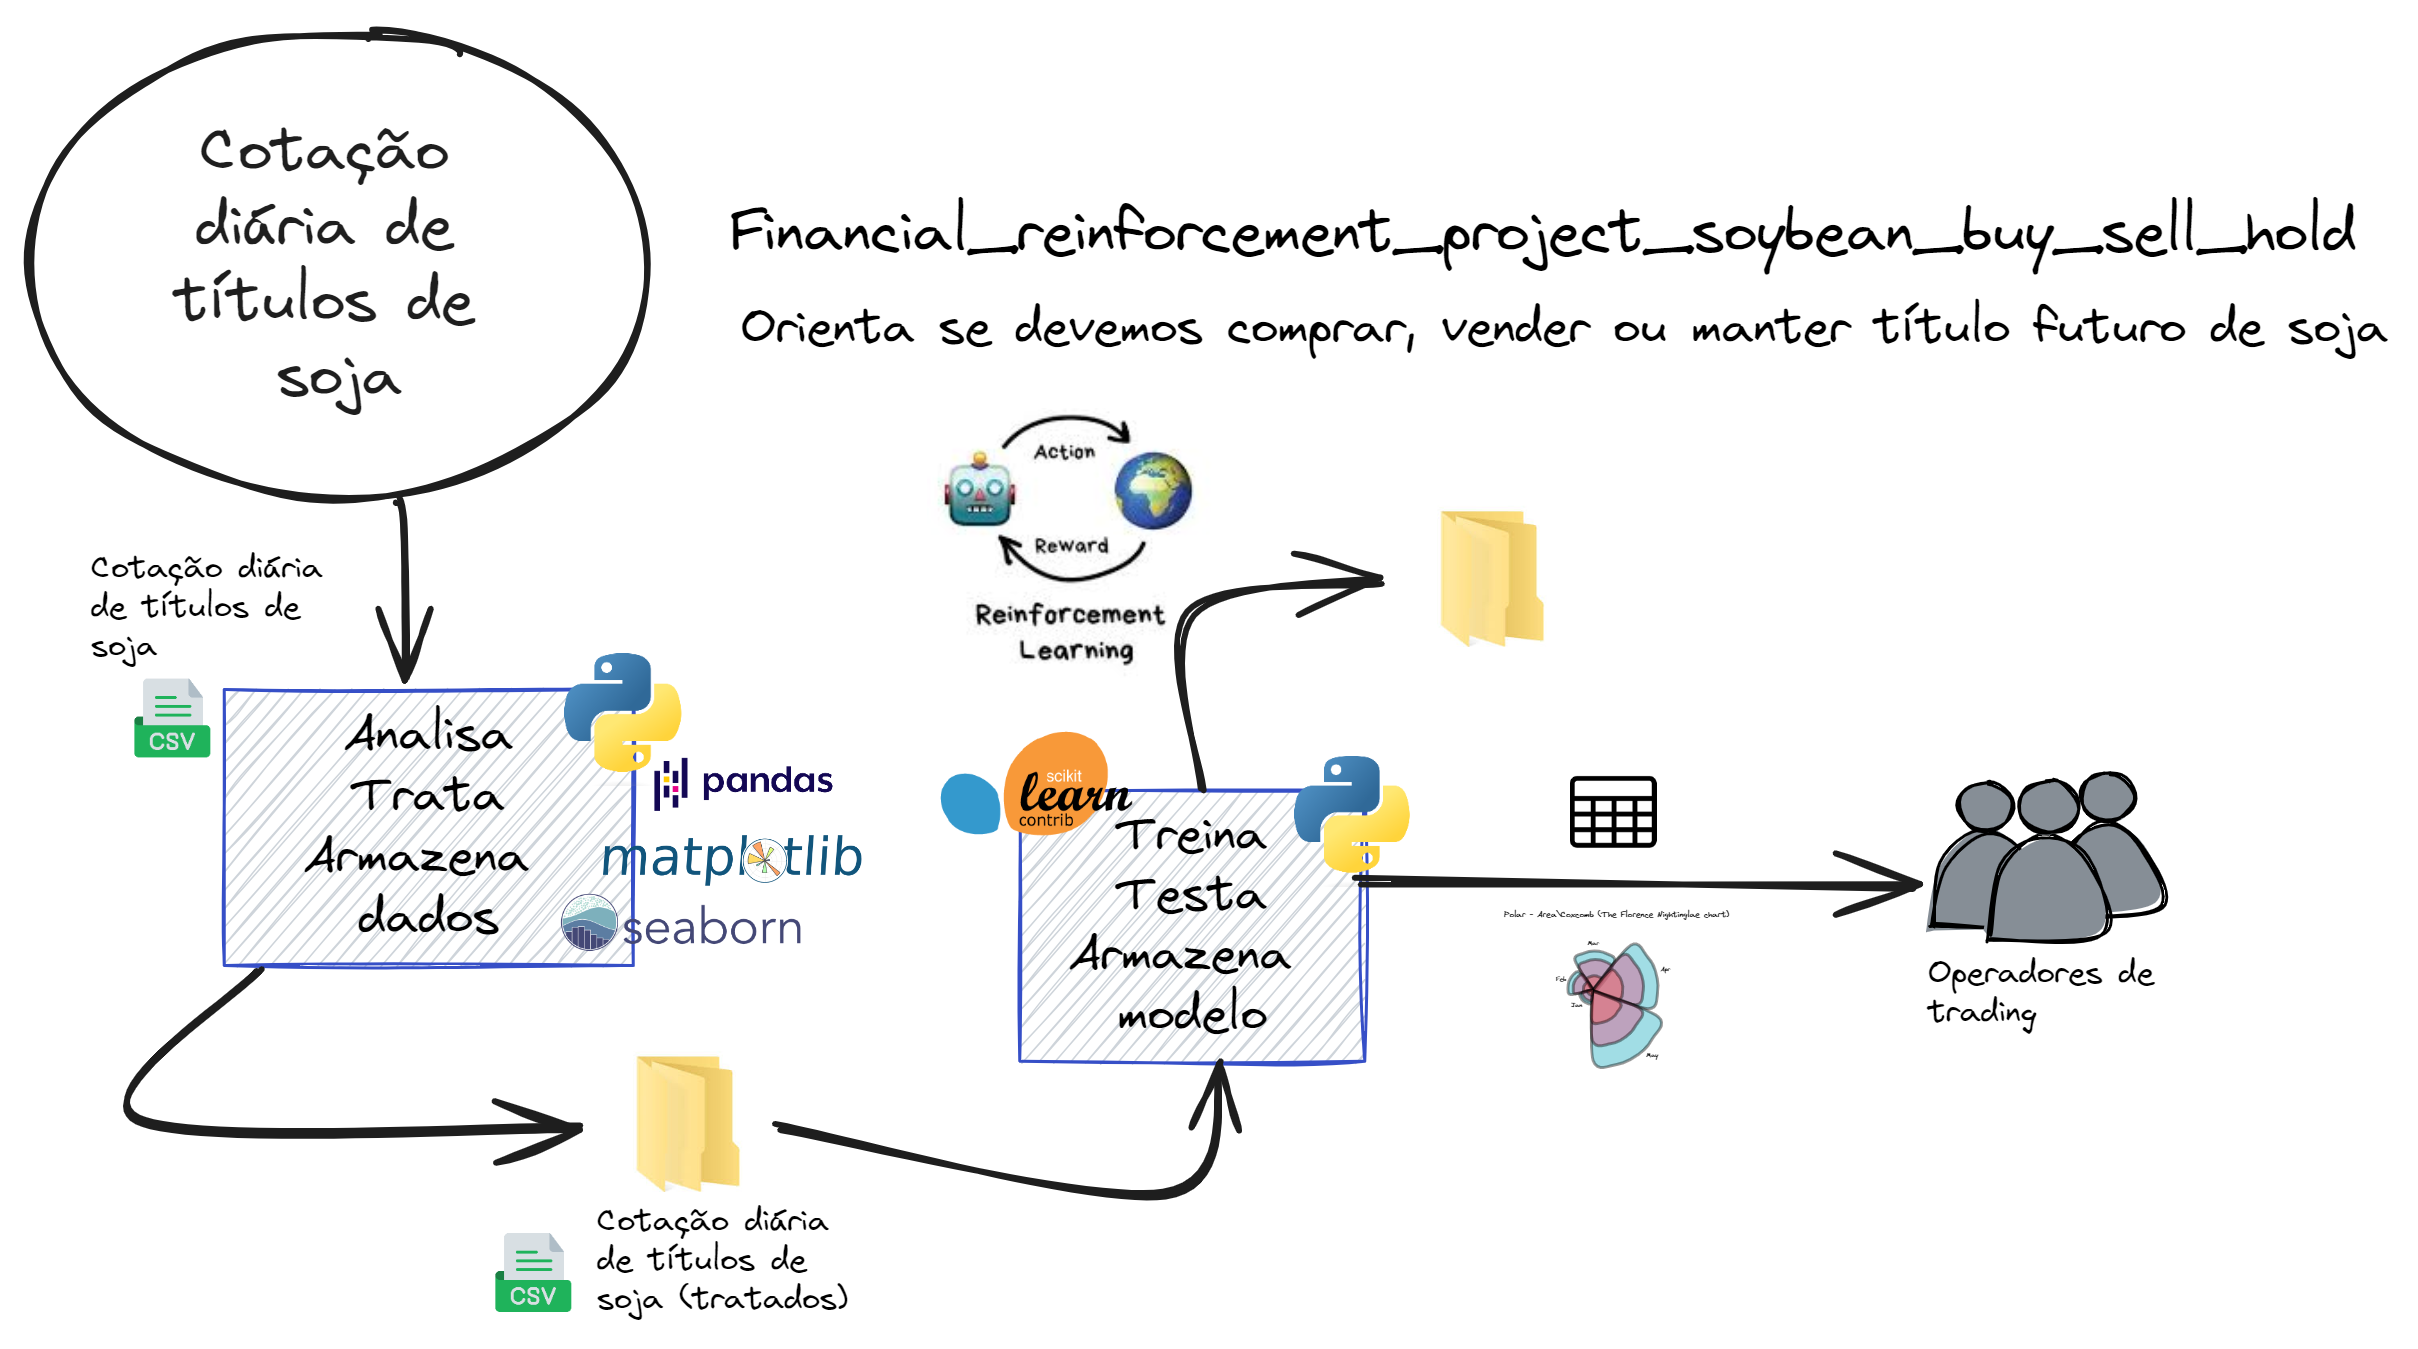 Cotação
diária de
títulos de
soja
Financial_reinforcement_project_soybean_buy_sell_hold
Orienta se devemos comprar, vender ou manter título futuro de soja
Action
Reward
Reinforcement
Learning
Cotação diária
de títulos de
soja
CSV
Analisa
Trata
Armazena
dados
pandas
matplotlib
seaborn
scikit
learn
contrib
Treina
Testa
Armazena
modelo
Polar - Area\Coxcomb (The Florence Nightinglae chart)
Mar
Apr
Feb
Jan
May
Operadores de
trading
Cotação diária
de títulos de
soja (tratados)
CSV